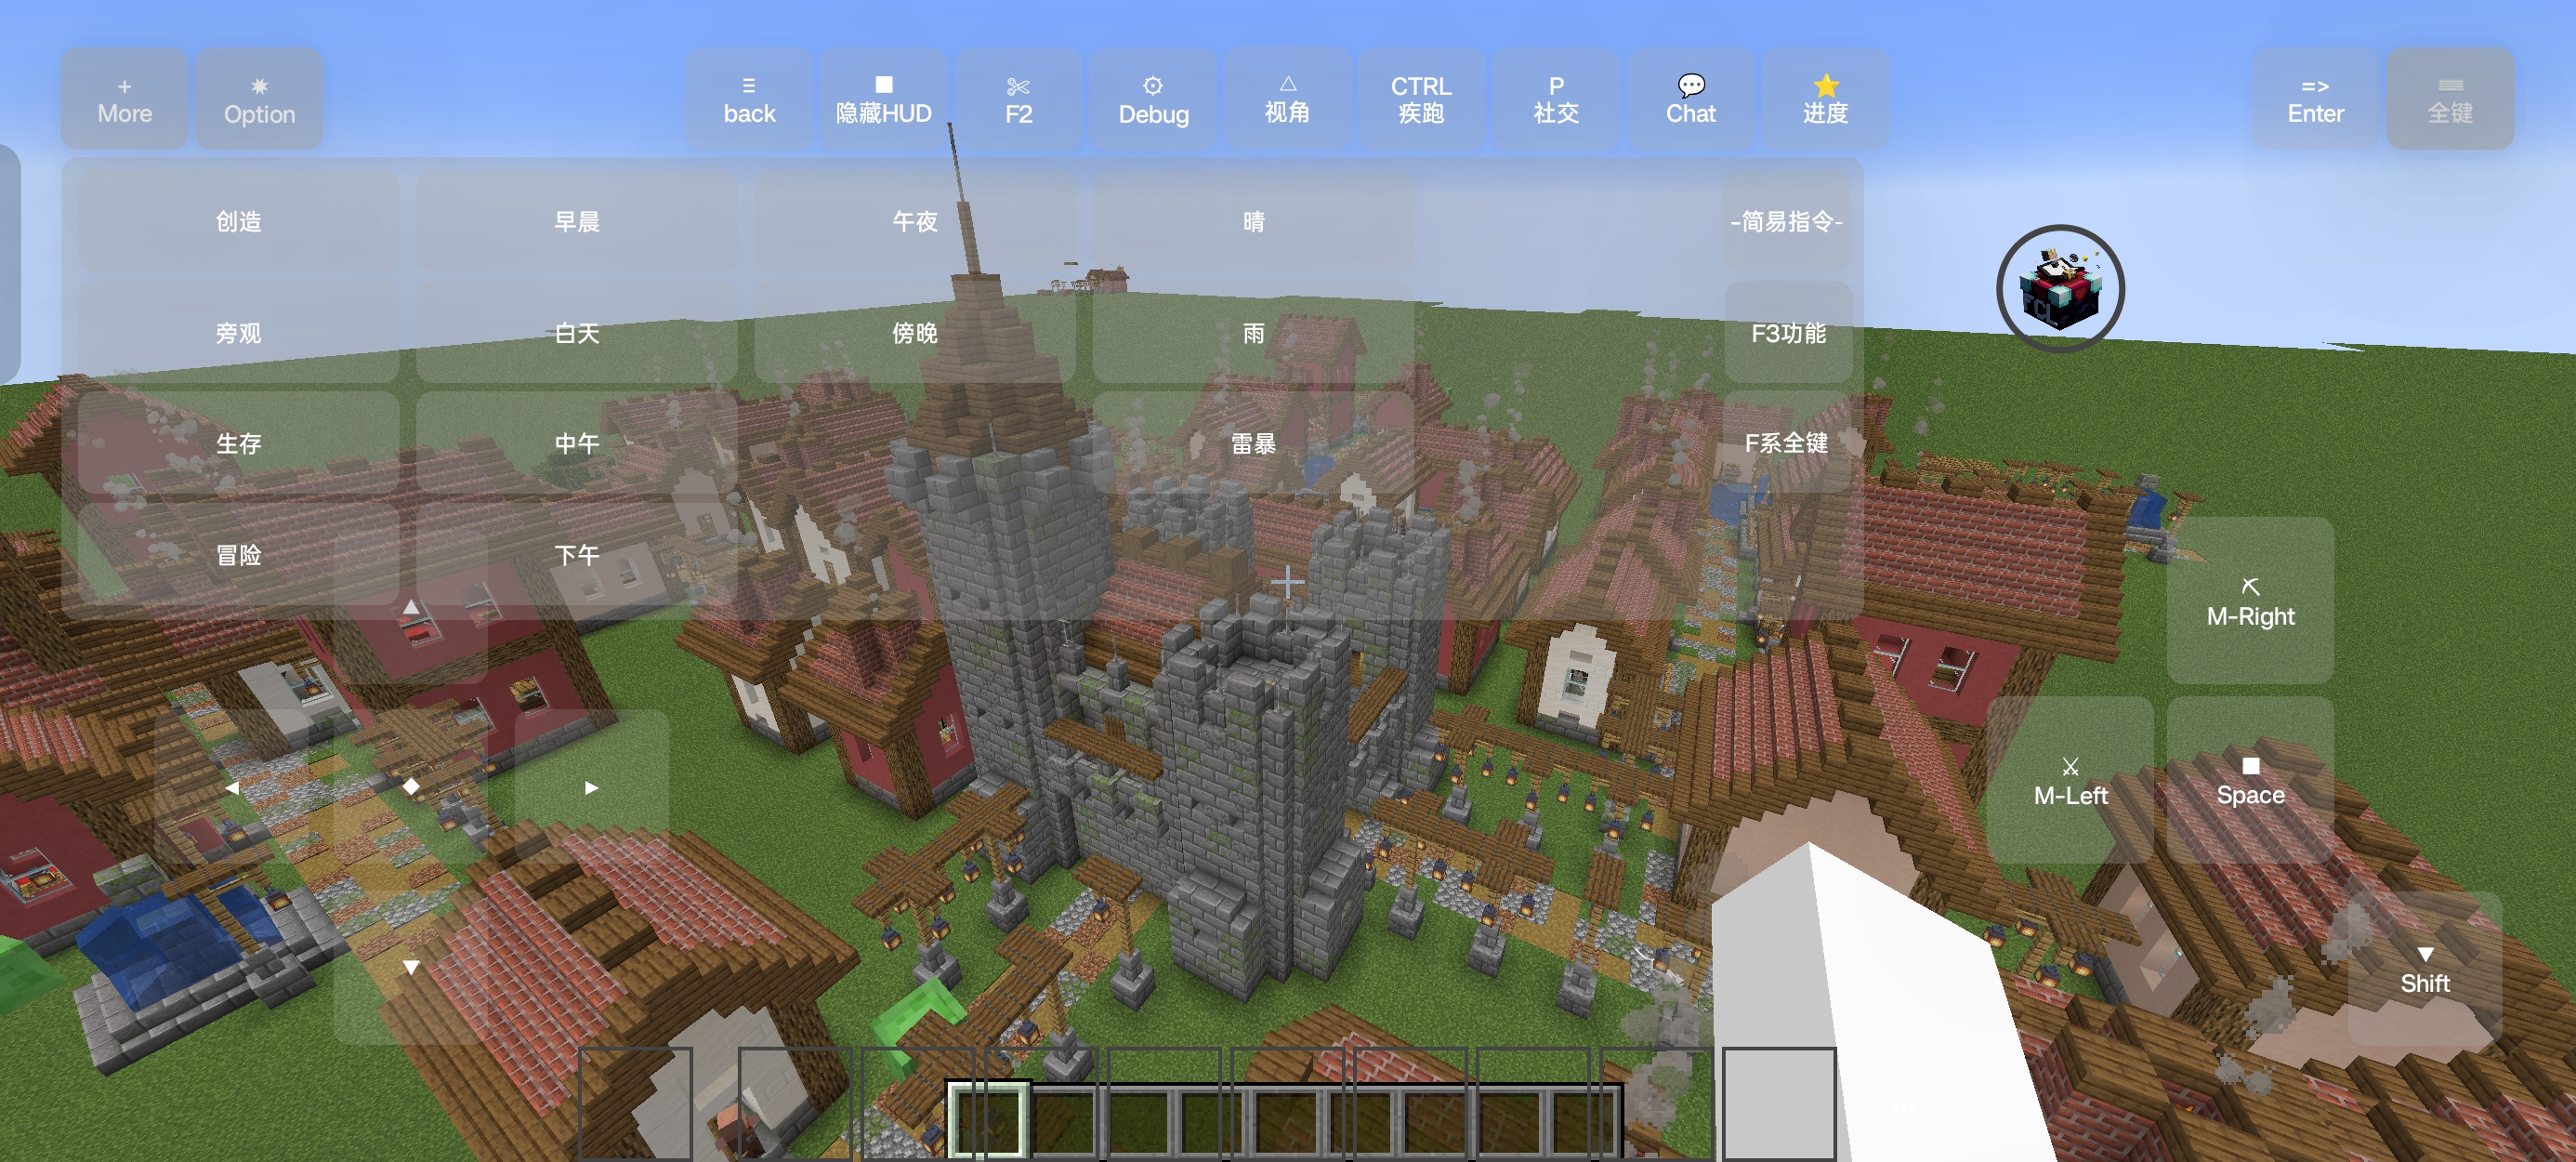 More
Option
back
隐藏HUD
F2
Debug
视角
CTRL
疾跑
P
社交
Chat
进度
=>
Enter
全键
创造
早晨
午夜
晴
-简易指令-
旁观
白天
傍晚
雨
F3功能
生存
中午
雷暴
F系全键
冒险
下午
FCL
M-Right
M-Left
Space
Shift